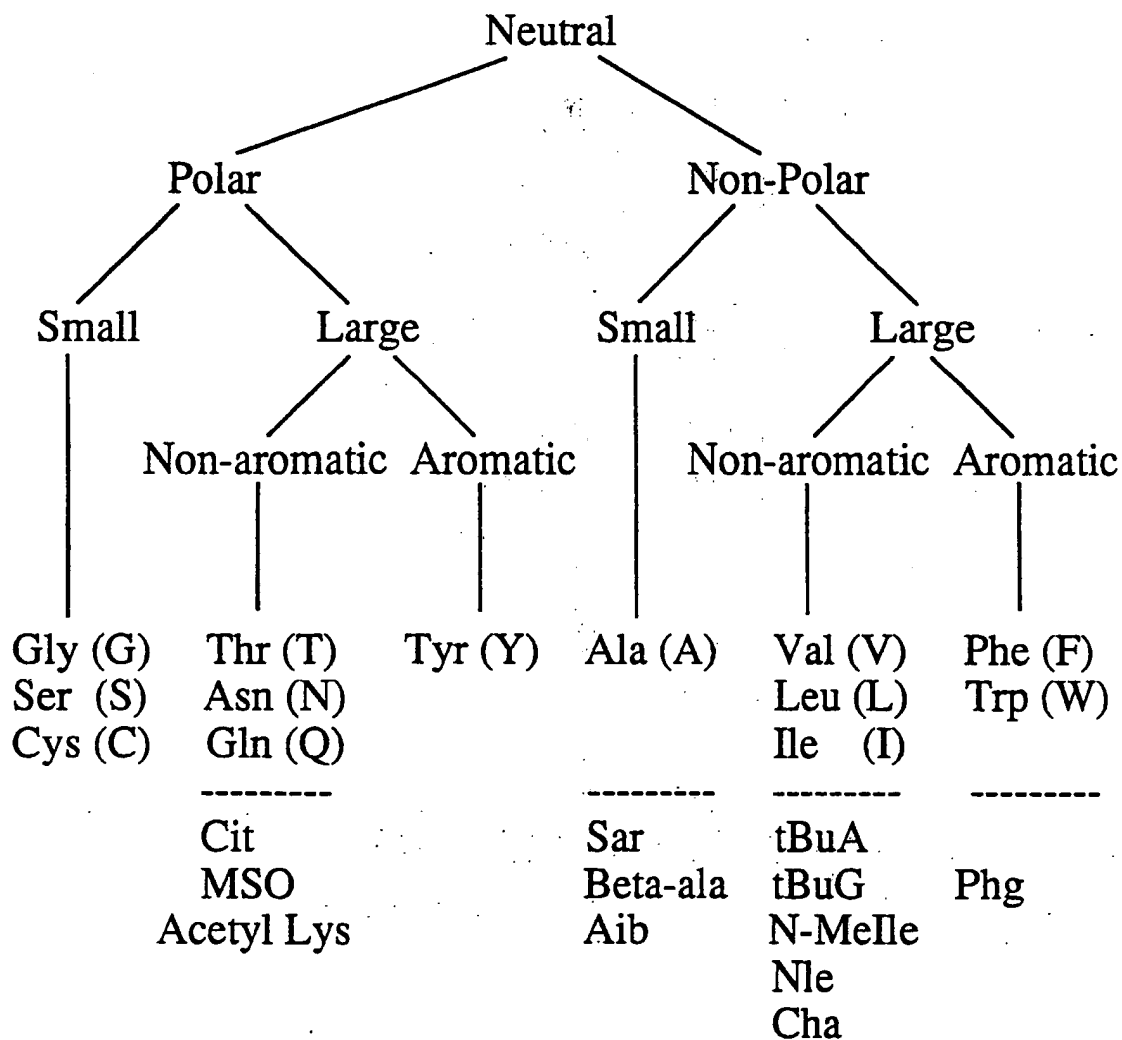 Neutral
Polar Non-Polar
Small Large Small Large
Non-aromatic Aromatic Non-aromatic Aromatic
Gly (G) Thr (T) Tyr (Y) Ala (A) Val (V) Phe (F)
Ser (S) Asn (N) Leu (L) Trp (W)
Cys (C) Gln (Q) Ile (I)
--------- --------- --------- ---------
Cit Sar tBuA
MSO Beta-ala tBuG Phg
Acetyl Lys Aib N-MeIle
Nle
Cha